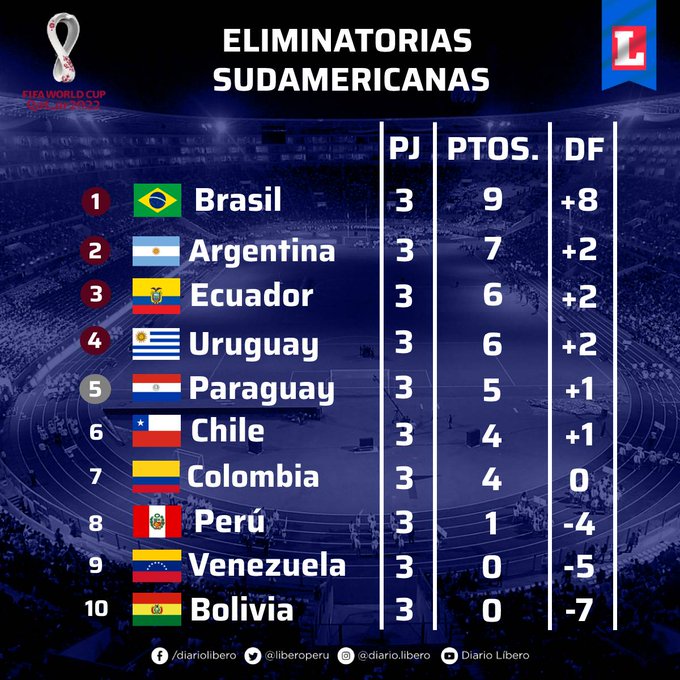 ELIMINATORIAS
SUDAMERICANAS
FIFA WORLD CUP
QATAR2022
L
PJ PTOS. DF
1 Brasil 3 9 +8
2 Argentina 3 7 +2
3 Ecuador 3 6 +2
4 Uruguay 3 6 +2
5 Paraguay 3 5 +1
6 Chile 3 4 +1
7 Colombia 3 4 0
8 Perú 3 1 -4
9 Venezuela 3 0 -5
10 Bolivia 3 0 -7
/diariolibero @liberoperu @diario.libero Diario Líbero